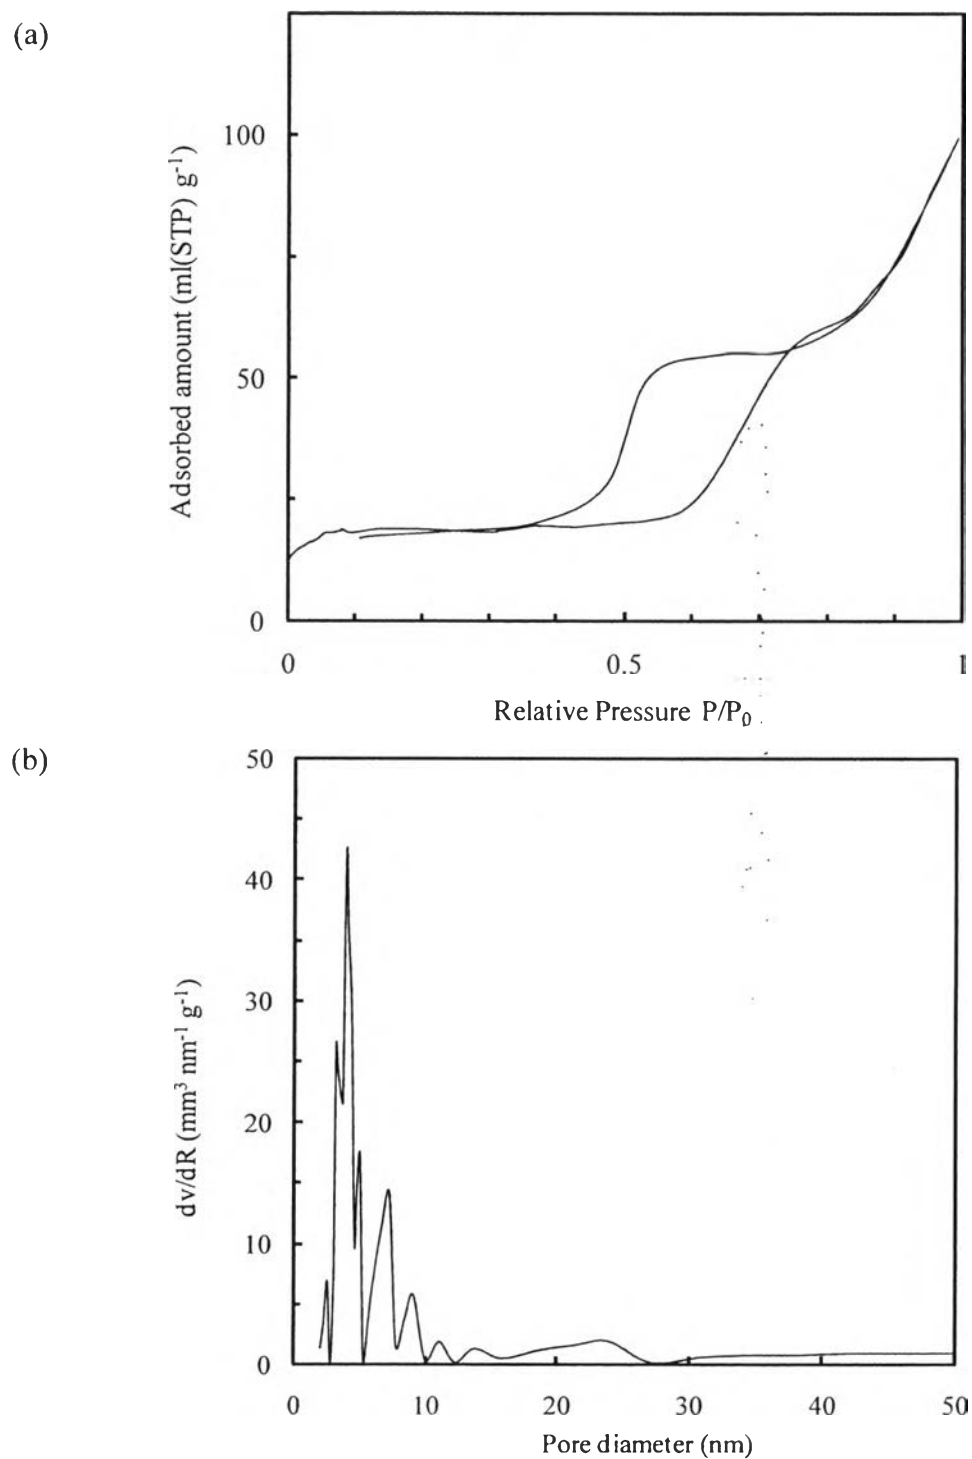 (a)
Adsorbed amount (ml(STP) g⁻¹)
100
50
0
0 0.5 1
Relative Pressure P/P₀
(b)
dv/dR (mm³ nm⁻¹ g⁻¹)
50
40
30
20
10
0
0 10 20 30 40 50
Pore diameter (nm)